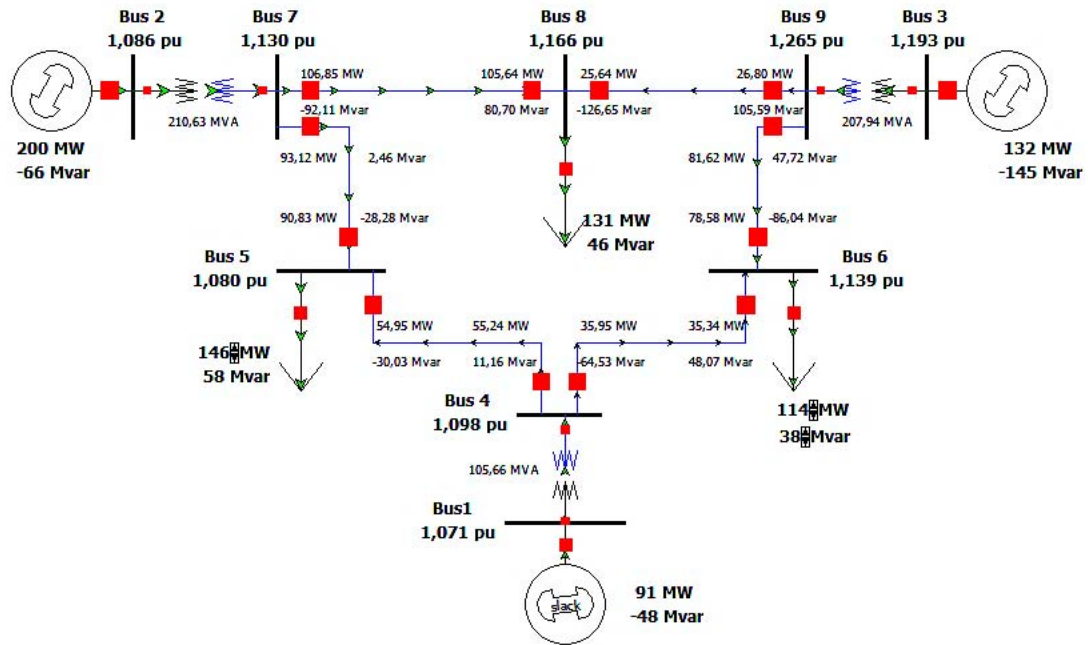 Bus 2
1,086 pu
Bus 7
1,130 pu
Bus 8
1,166 pu
Bus 9
1,265 pu
Bus 3
1,193 pu
106,85 MW
105,64 MW
25,64 MW
26,80 MW
-92,11 Mvar
80,70 Mvar
-126,65 Mvar
105,59 Mvar
210,63 MVA
207,94 MVA
200 MW
-66 Mvar
132 MW
-145 Mvar
93,12 MW
2,46 Mvar
81,62 MW
47,72 Mvar
90,83 MW
-28,28 Mvar
131 MW
46 Mvar
78,58 MW
-86,04 Mvar
Bus 5
1,080 pu
Bus 6
1,139 pu
54,95 MW
55,24 MW
35,95 MW
35,34 MW
-30,03 Mvar
11,16 Mvar
-64,53 Mvar
48,07 Mvar
146 MW
58 Mvar
114 MW
38 Mvar
Bus 4
1,098 pu
105,66 MVA
Bus1
1,071 pu
slack
91 MW
-48 Mvar